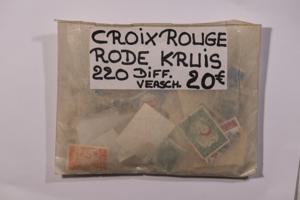 CROIX ROUGE
RODE KRUIS
220 DIFF. 20€
VERSCH.